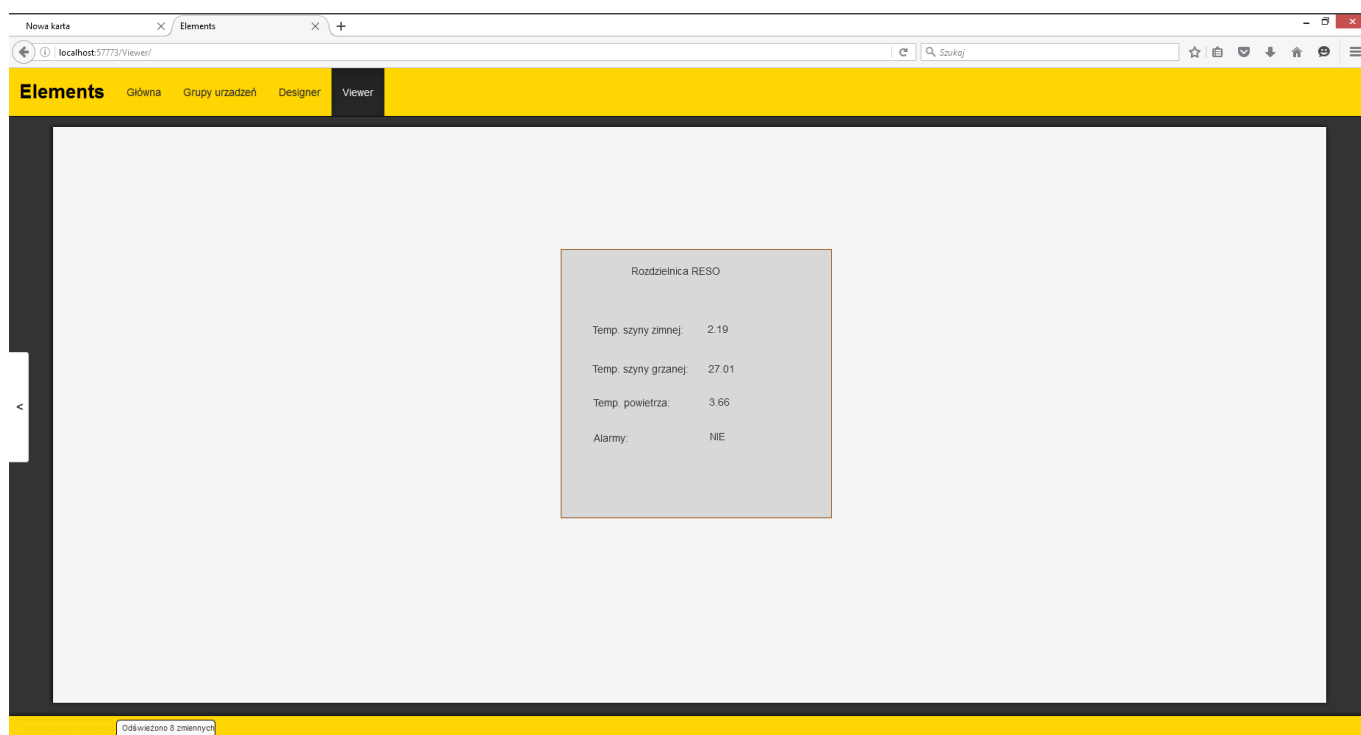 Nowa karta
Elements
localhost:57773/Viewer/
Szukaj
Elements Główna Grupy urzadzeń Designer Viewer
Rozdzielnica RESO
Temp. szyny zimnej: 2.19
Temp. szyny grzanej: 27.01
Temp. powietrza: 3.66
Alarmy: NIE
<
Odświeżono 8 zmiennych